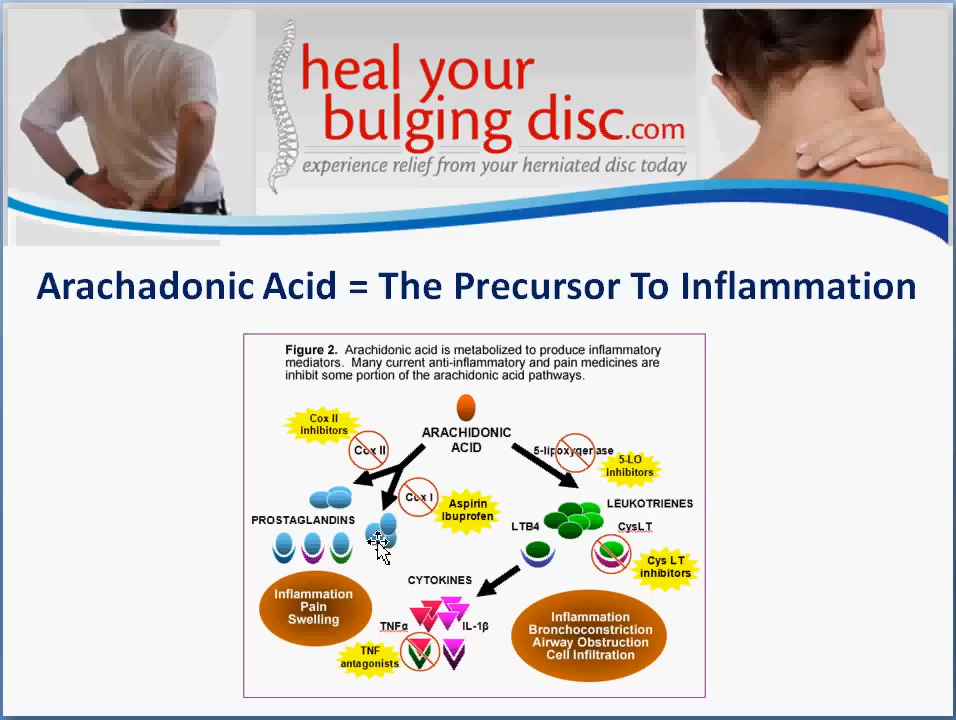 heal your
bulging disc.com
experience relief from your herniated disc today
Arachadonic Acid = The Precursor To Inflammation
Figure 2. Arachidonic acid is metabolized to produce inflammatory
mediators. Many current anti-inflammatory and pain medicines are
inhibit some portion of the arachidonic acid pathways.
Cox II
Inhibitors
ARACHIDONIC
ACID
Cox II
5-lipoxygenase
5-LO
Inhibitors
Cox I
Aspirin
Ibuprofen
LEUKOTRIENES
PROSTAGLANDINS
LTB4
CysLT
Cys LT
inhibitors
CYTOKINES
Inflammation
Pain
Swelling
TNFα
IL-1β
Inflammation
Bronchoconstriction
Airway Obstruction
Cell Infiltration
TNF
antagonists